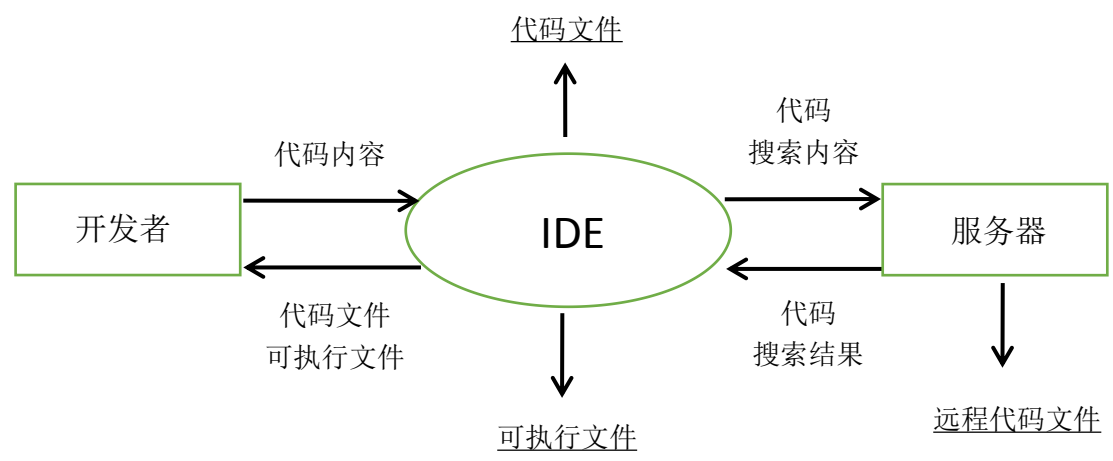 代码文件
代码
搜索内容
代码内容
开发者
IDE
服务器
代码文件
可执行文件
代码
搜索结果
可执行文件
远程代码文件